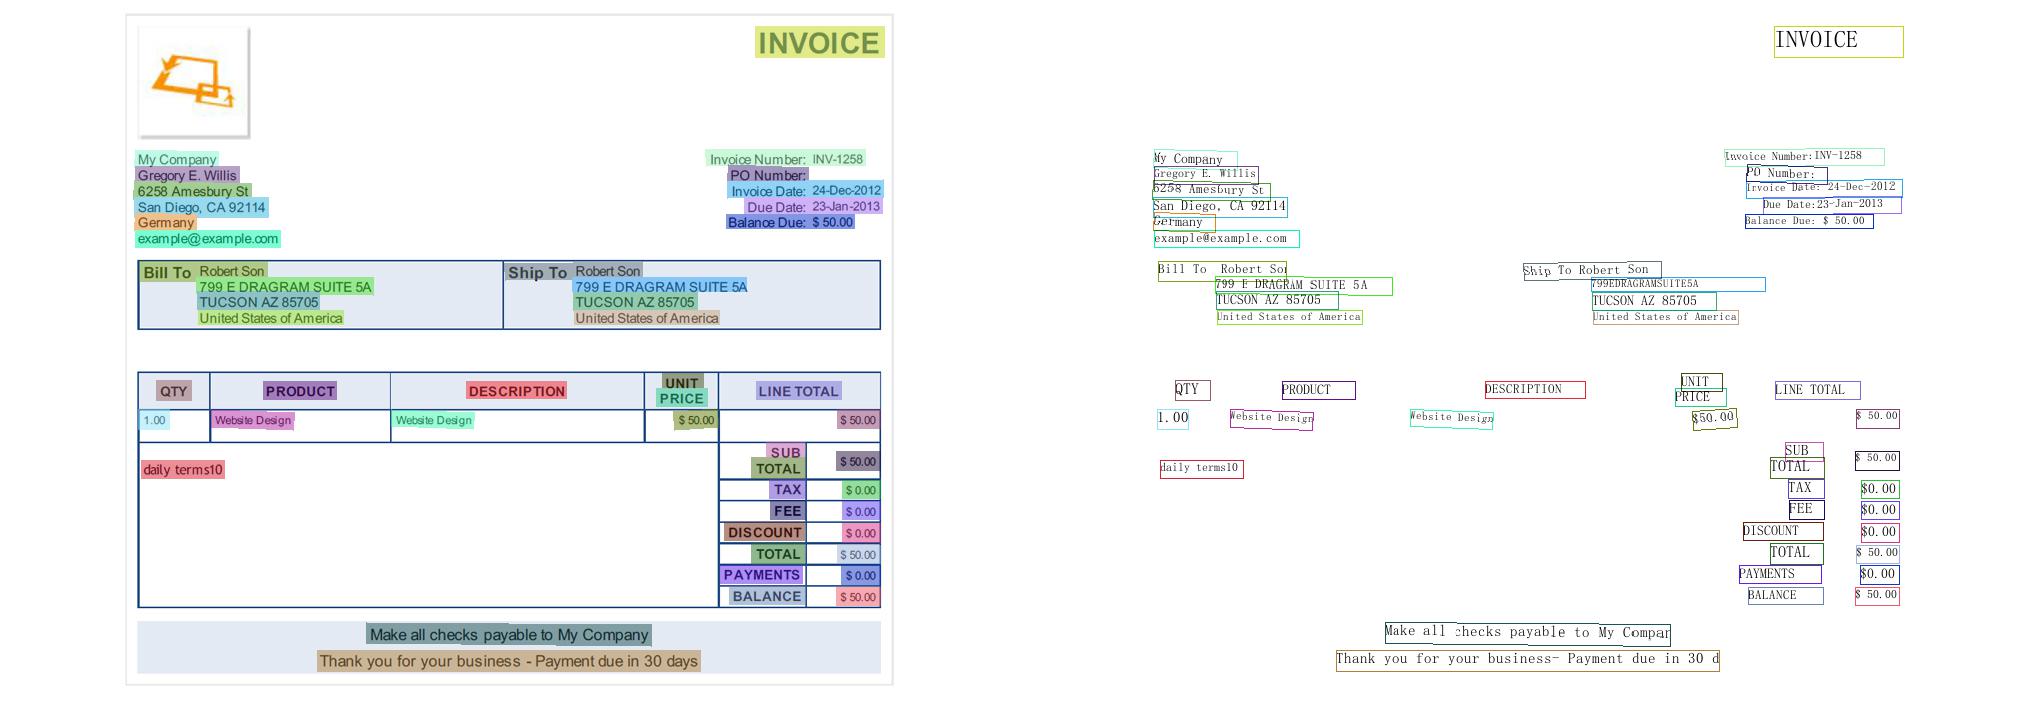 INVOICE
My Company
Gregory E. Willis
6258 Amesbury St
San Diego, CA 92114
Germany
example@example.com
Invoice Number: INV-1258
PO Number:
Invoice Date: 24-Dec-2012
Due Date: 23-Jan-2013
Balance Due: $ 50.00
Bill To Robert Son
799 E DRAGRAM SUITE 5A
TUCSON AZ 85705
United States of America
Ship To Robert Son
799 E DRAGRAM SUITE 5A
TUCSON AZ 85705
United States of America
QTY PRODUCT DESCRIPTION UNIT PRICE LINE TOTAL
1.00 Website Design Website Design $ 50.00 $ 50.00
daily terms10
SUB TOTAL $ 50.00
TAX $ 0.00
FEE $ 0.00
DISCOUNT $ 0.00
TOTAL $ 50.00
PAYMENTS $ 0.00
BALANCE $ 50.00
Make all checks payable to My Company
Thank you for your business - Payment due in 30 days
INVOICE
My Company
Gregory E. Willis
6258 Amesbury St
San Diego, CA 92114
Germany
example@example.com
Invoice Number:INV-1258
PO Number:
Invoice Date: 24-Dec-2012
Due Date:23-Jan-2013
Balance Due: $ 50.00
Bill To Robert Son
799 E DRAGRAM SUITE 5A
TUCSON AZ 85705
United States of America
Ship To Robert Son
799EDRAGRAMSUITE5A
TUCSON AZ 85705
United States of America
QTY PRODUCT DESCRIPTION UNIT PRICE LINE TOTAL
1.00 Website Design Website Design $50.00 $ 50.00
daily terms10
SUB TOTAL $ 50.00
TAX $0.00
FEE $0.00
DISCOUNT $0.00
TOTAL $ 50.00
PAYMENTS $0.00
BALANCE $ 50.00
Make all checks payable to My Compar
Thank you for your business- Payment due in 30 d